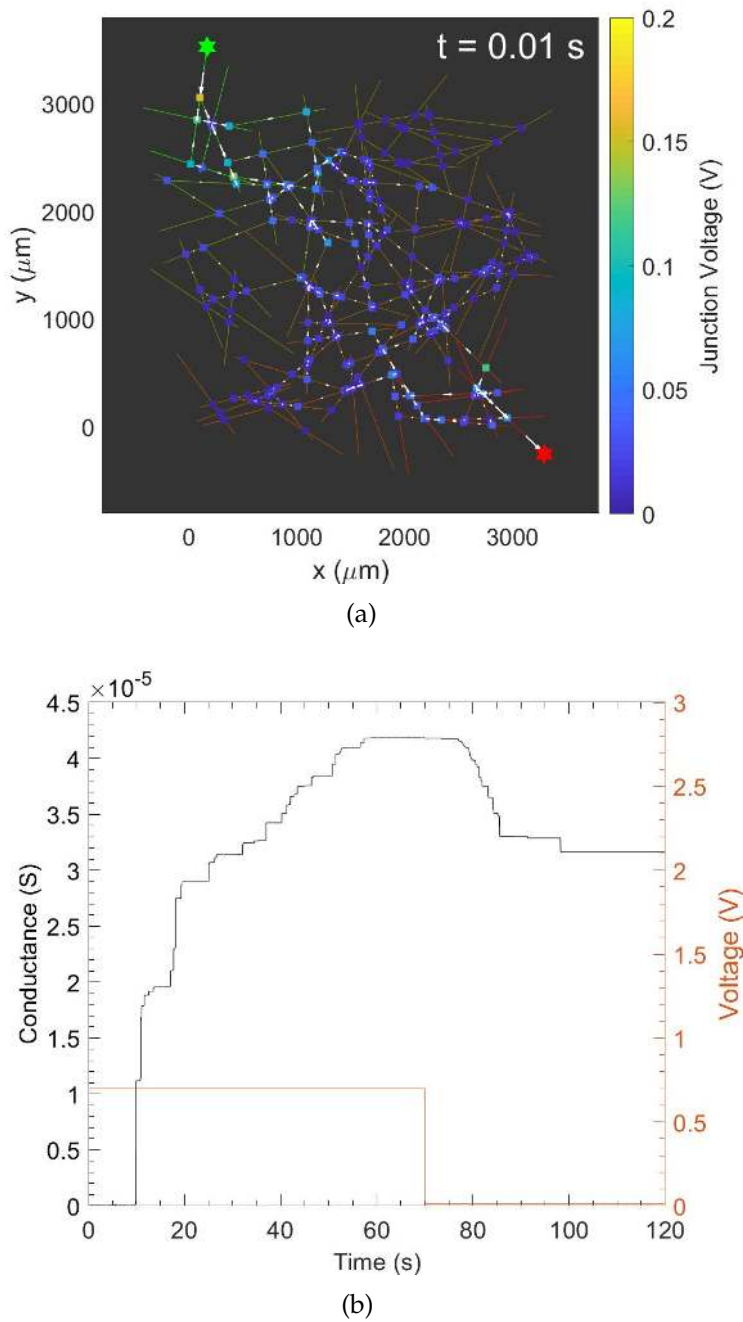 t = 0.01 s
0.2
0.15
0.1
0.05
0
Junction Voltage (V)
3000
2000
1000
0
y (μm)
0 1000 2000 3000
x (μm)
(a)
×10⁻⁵
4.5
4
3.5
3
2.5
2
1.5
1
0.5
0
Conductance (S)
3
2.5
2
1.5
1
0.5
0
Voltage (V)
0 20 40 60 80 100 120
Time (s)
(b)